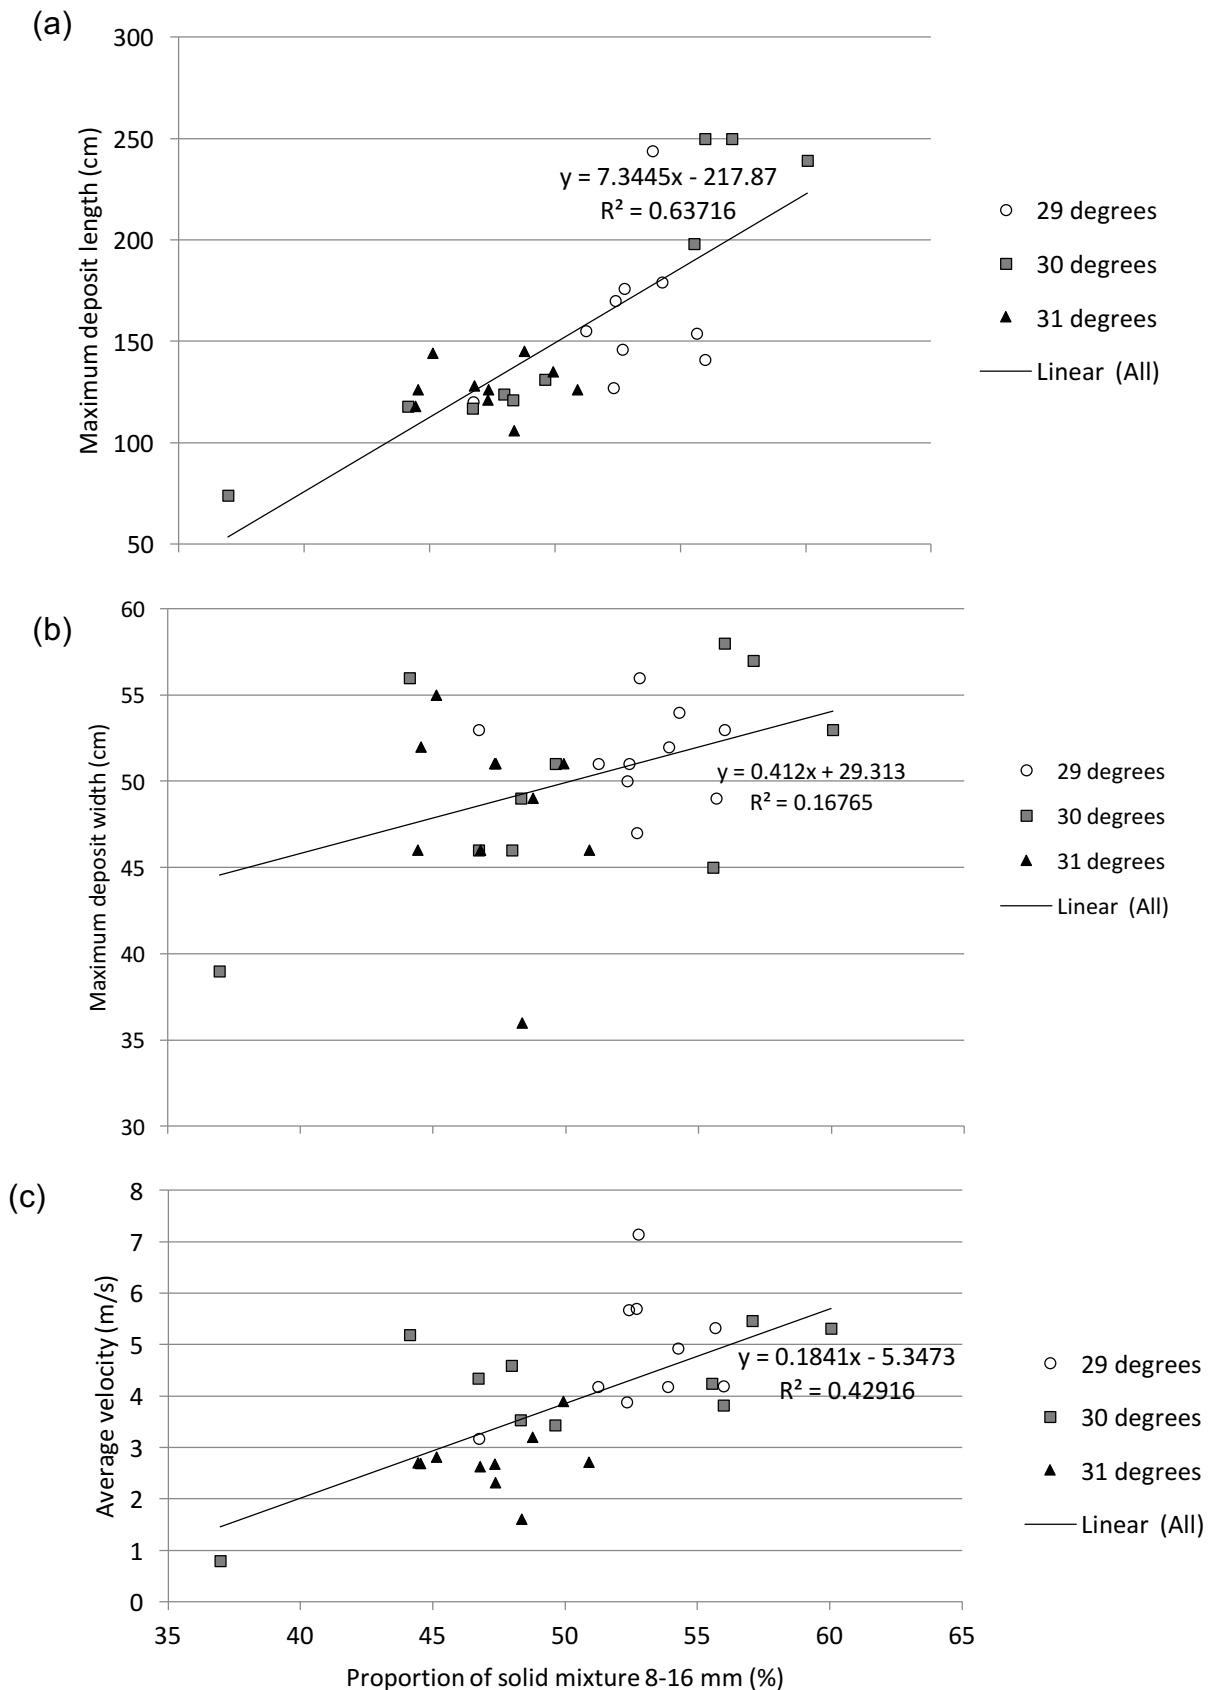 (a)
300
250
200
150
100
50
Maximum deposit length (cm)
y = 7.3445x - 217.87
R² = 0.63716
29 degrees
30 degrees
31 degrees
Linear (All)
(b)
60
55
50
45
40
35
30
Maximum deposit width (cm)
y = 0.412x + 29.313
R² = 0.16765
29 degrees
30 degrees
31 degrees
Linear (All)
(c)
8
7
6
5
4
3
2
1
0
Average velocity (m/s)
y = 0.1841x - 5.3473
R² = 0.42916
29 degrees
30 degrees
31 degrees
Linear (All)
35 40 45 50 55 60 65
Proportion of solid mixture 8-16 mm (%)